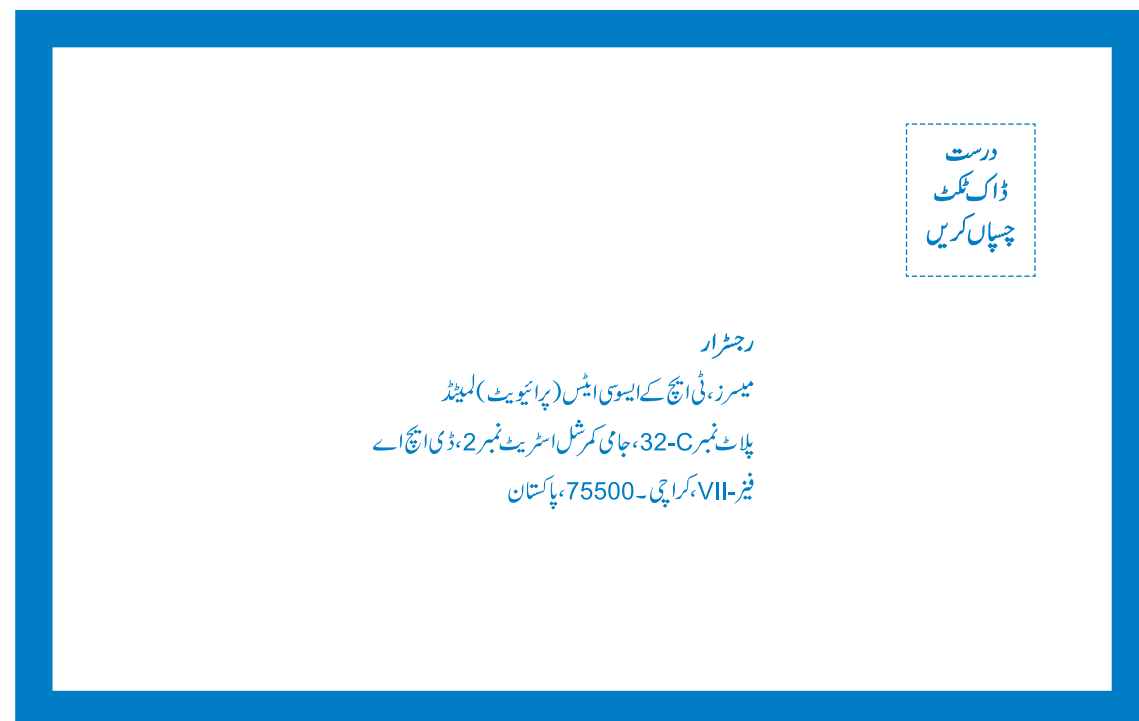 درست
ڈاک ٹکٹ
چسپاں کریں
رجسٹرار
میسرز، ٹی ایچ کے ایسوسی ایٹس (پرائیویٹ) لمیٹڈ
پلاٹ نمبر 32-C، جامی کمرشل اسٹریٹ نمبر 2، ڈی ایچ اے
فیز-VII، کراچی۔75500، پاکستان